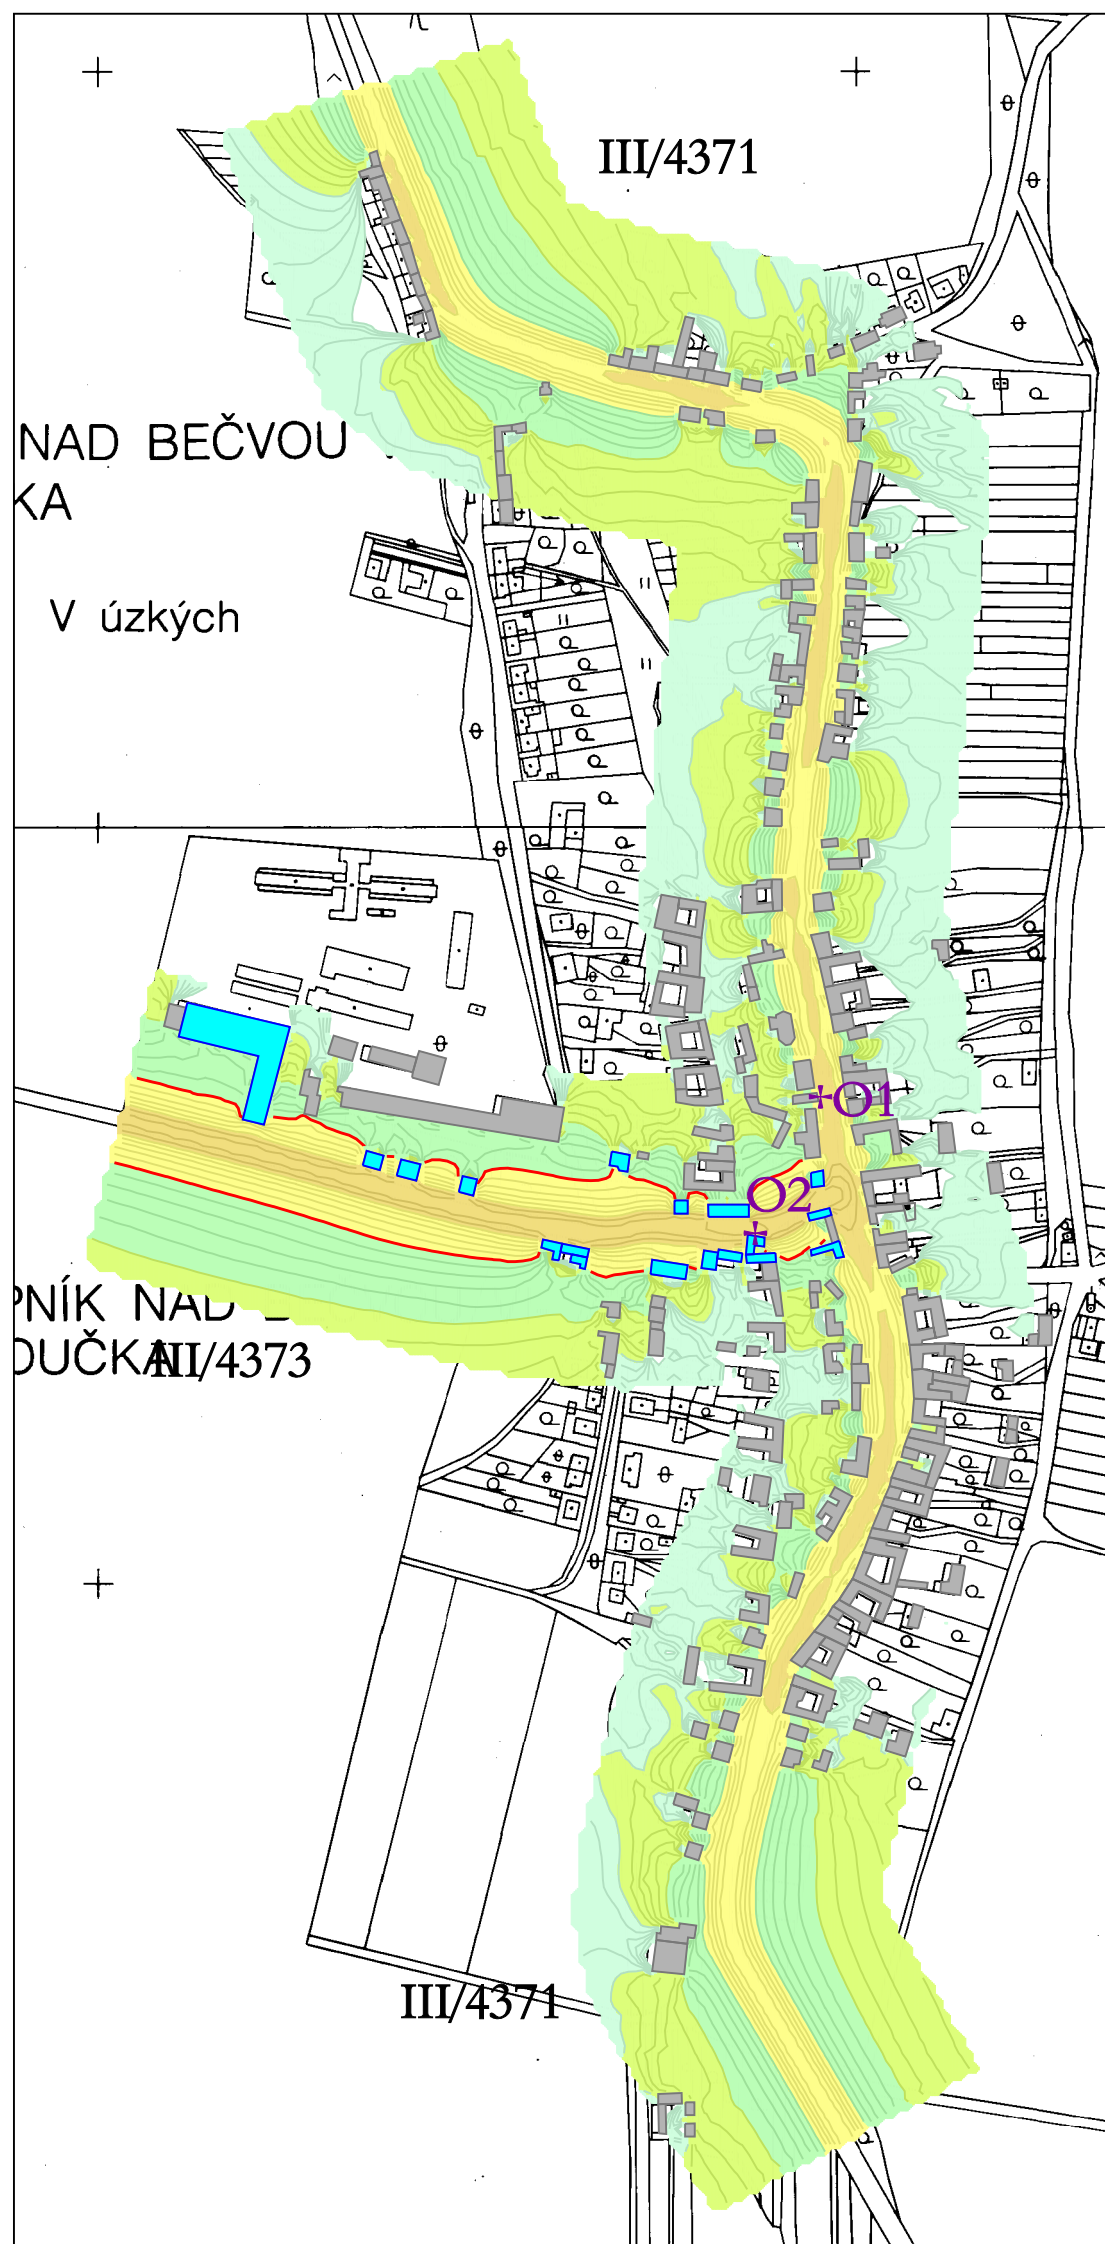 III/4371
NAD BEČVOU
KA
V úzkých
O1
O2
PNÍK NAD
OUČKA
III/4373
III/4371